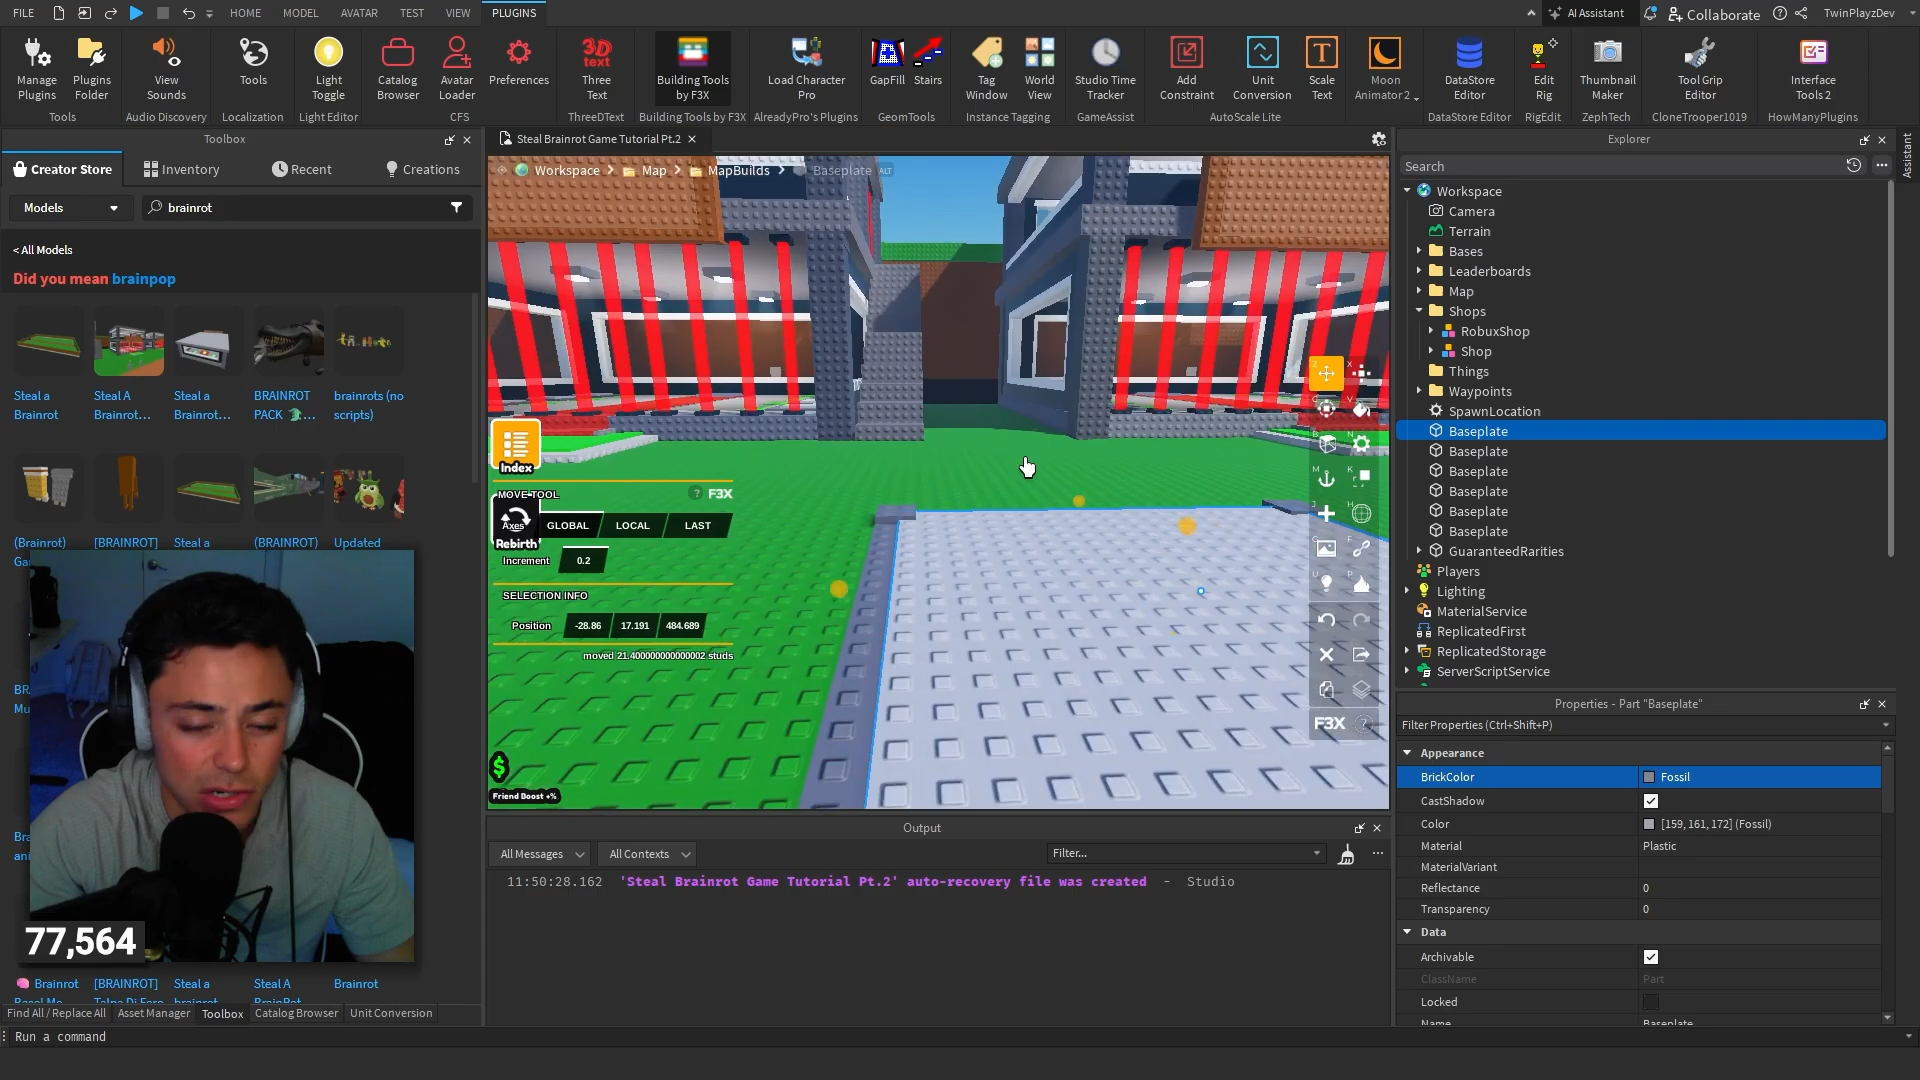 FILE
HOME
MODEL
AVATAR
TEST
VIEW
PLUGINS
AI Assistant
Collaborate
TwinPlayzDev
Manage Plugins
Plugins Folder
View Sounds
Tools
Light Toggle
Catalog Browser
Avatar Loader
Preferences
3D text
Three Text
Building Tools by F3X
Load Character Pro
GapFill
Stairs
Tag Window
World View
Studio Time Tracker
Add Constraint
Unit Conversion
Scale Text
Moon Animator 2
DataStore Editor
Edit Rig
Thumbnail Maker
Tool Grip Editor
Interface Tools 2
Tools
Audio Discovery
Localization
Light Editor
CFS
ThreeDText
Building Tools by F3X
AlreadyPro's Plugins
GeomTools
Instance Tagging
GameAssist
AutoScale Lite
DataStore Editor
RigEdit
ZephTech
CloneTrooper1019
HowManyPlugins
Toolbox
Creator Store
Inventory
Recent
Creations
Models
brainrot
< All Models
Did you mean brainpop
Steal a Brainrot
Steal A Brainrot...
Steal a Brainrot...
BRAINROT PACK
brainrots (no scripts)
(Brainrot)
[BRAINROT]
Steal a
(BRAINROT)
Updated
77,564
Brainrot
[BRAINROT]
Steal a
Steal A
Brainrot
Find All / Replace All
Asset Manager
Toolbox
Catalog Browser
Unit Conversion
Run a command
Steal Brainrot Game Tutorial Pt.2
Workspace
Map
MapBuilds
Baseplate
ALT
Index
MOVE TOOL
? F3X
Axes
GLOBAL
LOCAL
LAST
Rebirth
Increment
0.2
SELECTION INFO
Position
-28.86
17.191
484.689
moved 21.400000000000002 studs
Friend Boost +%
F3X
Output
All Messages
All Contexts
Filter...
11:50:28.162 'Steal Brainrot Game Tutorial Pt.2' auto-recovery file was created - Studio
Explorer
Search
Workspace
Camera
Terrain
Bases
Leaderboards
Map
Shops
RobuxShop
Shop
Things
Waypoints
SpawnLocation
Baseplate
Baseplate
Baseplate
Baseplate
Baseplate
Baseplate
GuaranteedRarities
Players
Lighting
MaterialService
ReplicatedFirst
ReplicatedStorage
ServerScriptService
Assistant
Properties - Part "Baseplate"
Filter Properties (Ctrl+Shift+P)
Appearance
BrickColor Fossil
CastShadow
Color [159, 161, 172] (Fossil)
Material Plastic
MaterialVariant
Reflectance 0
Transparency 0
Data
Archivable
ClassName Part
Locked
Name Baseplate